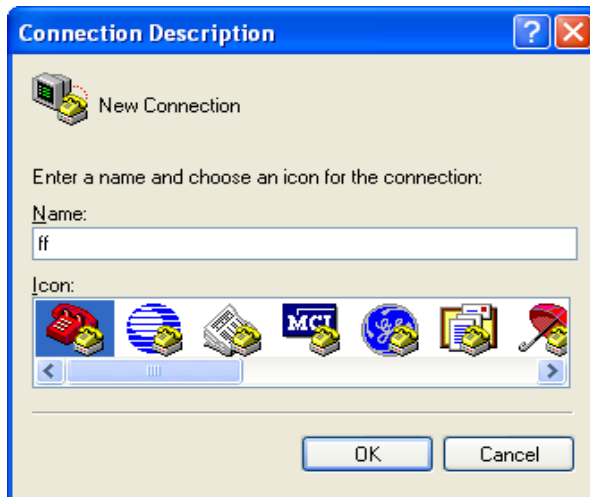 Connection Description
New Connection
Enter a name and choose an icon for the connection:
Name:
ff
Icon:
MCI
OK
Cancel